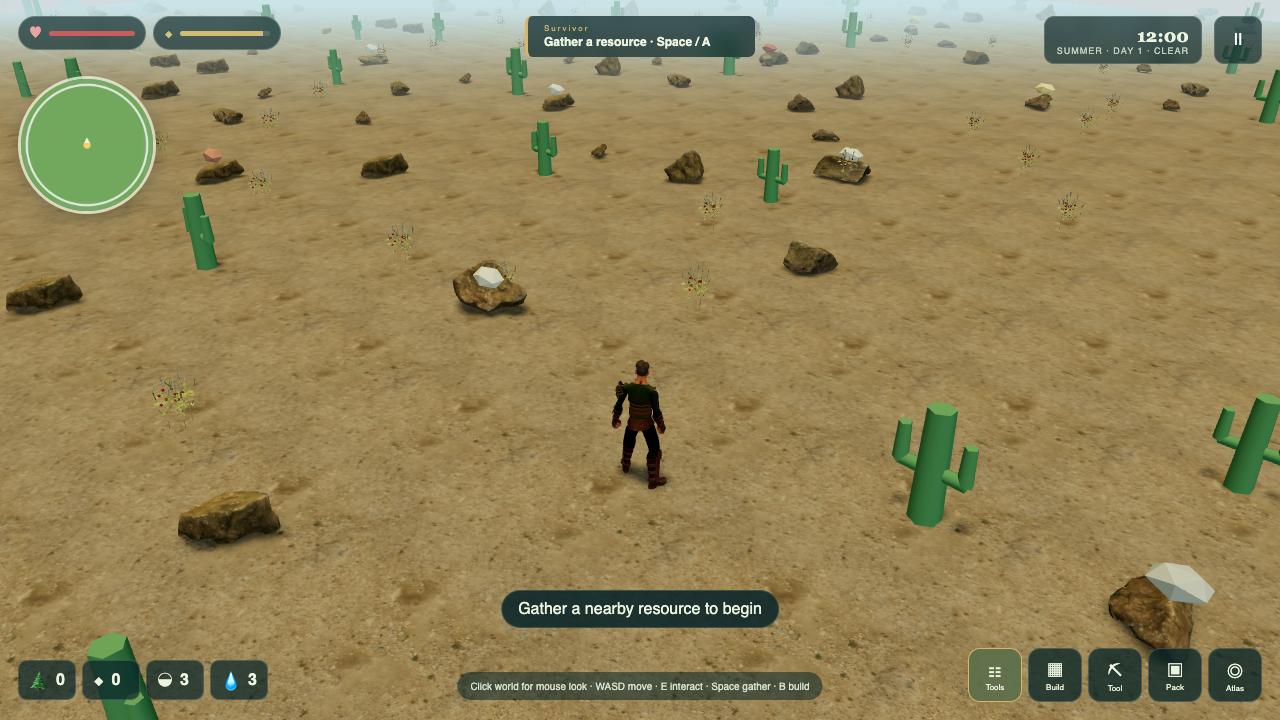 Survivor
Gather a resource · Space / A
12:00
SUMMER · DAY 1 · CLEAR
Gather a nearby resource to begin
0
0
3
3
Click world for mouse look · WASD move · E interact · Space gather · B build
Tools
Build
Tool
Pack
Atlas